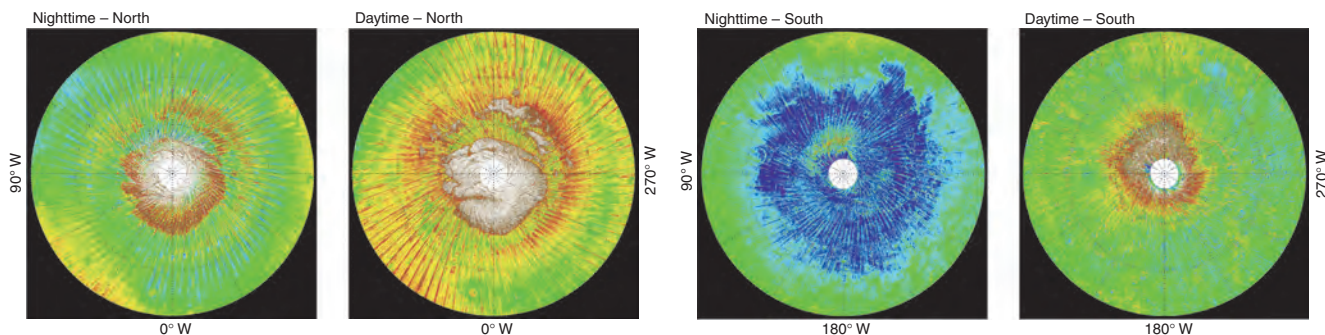 Nighttime – North
Daytime – North
Nighttime – South
Daytime – South
90° W
270° W
90° W
270° W
0° W
0° W
180° W
180° W